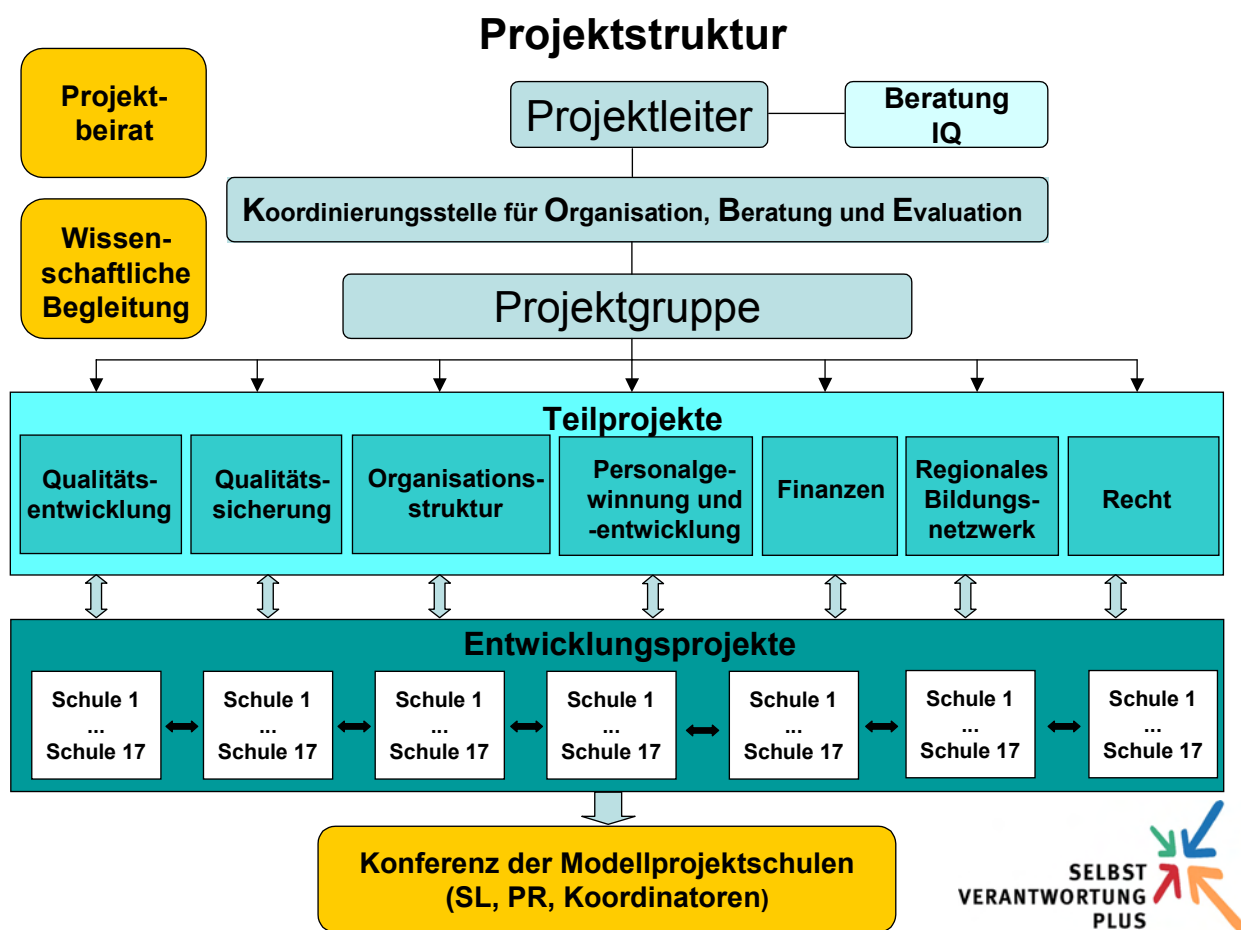 Projektstruktur
Projekt-
beirat
Projektleiter
Beratung
IQ
Wissen-
schaftliche
Begleitung
Koordinierungsstelle für Organisation, Beratung und Evaluation
Projektgruppe
Teilprojekte
Qualitäts-
entwicklung
Qualitäts-
sicherung
Organisations-
struktur
Personalge-
winnung und
-entwicklung
Finanzen
Regionales
Bildungs-
netzwerk
Recht
Entwicklungsprojekte
Schule 1
...
Schule 17
Schule 1
...
Schule 17
Schule 1
...
Schule 17
Schule 1
...
Schule 17
Schule 1
...
Schule 17
Schule 1
...
Schule 17
Schule 1
...
Schule 17
Konferenz der Modellprojektschulen
(SL, PR, Koordinatoren)
SELBST
VERANTWORTUNG
PLUS